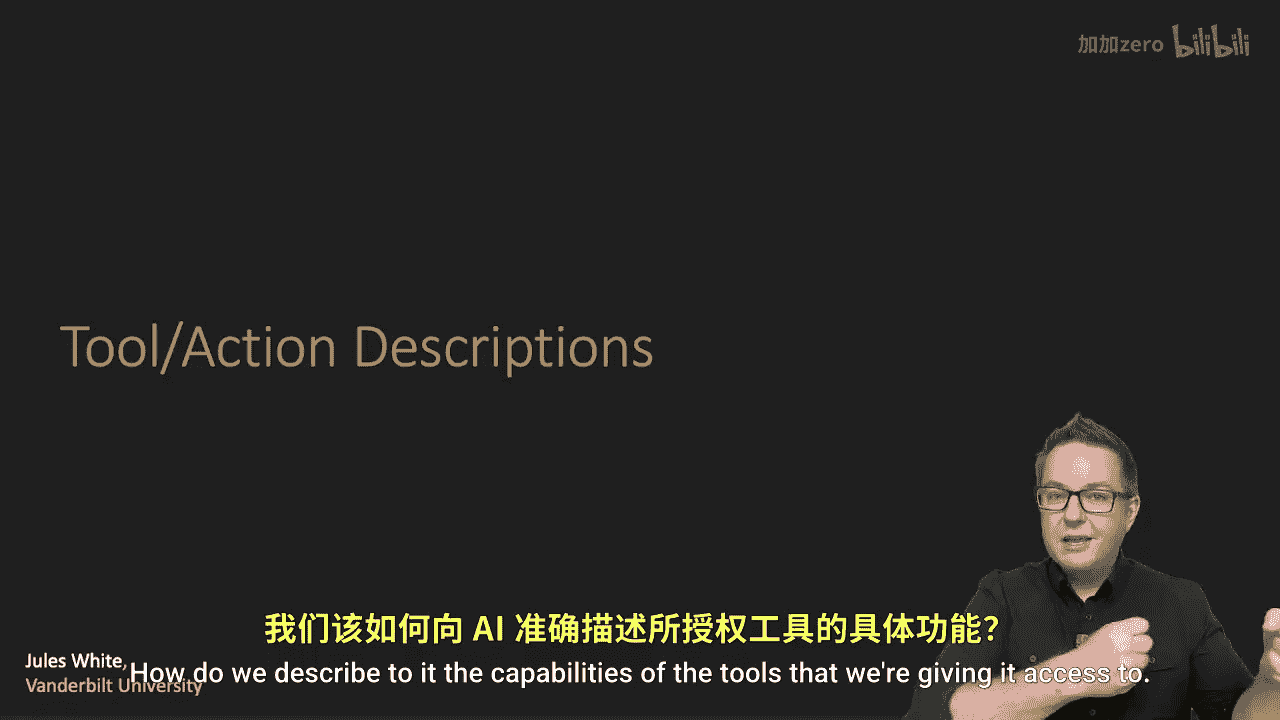 加加zero bilibili
Tool/Action Descriptions
我们该如何向 AI 准确描述所授权工具的具体功能？
Jules White,
How do we describe to it the capabilities of the tools that we're giving it access to.
Vanderbilt University